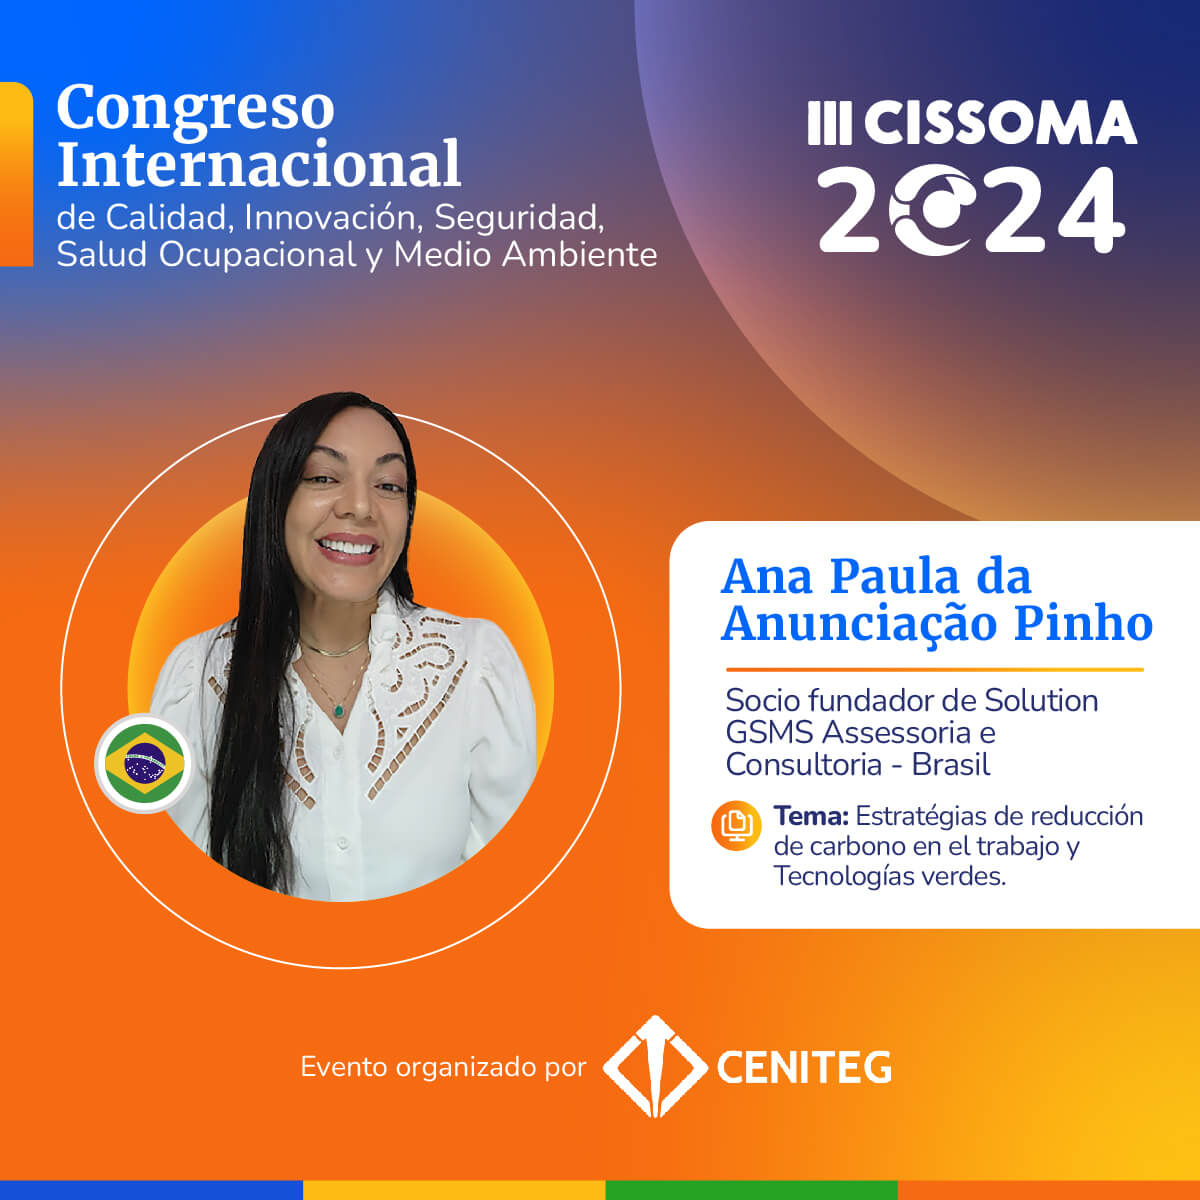 Congreso
Internacional
de Calidad, Innovación, Seguridad,
Salud Ocupacional y Medio Ambiente
III CISSOMA
2024
Ana Paula da
Anunciação Pinho
Socio fundador de Solution
GSMS Assessoria e
Consultoria - Brasil
Tema: Estratégias de reducción
de carbono en el trabajo y
Tecnologías verdes.
Evento organizado por
CENITEG